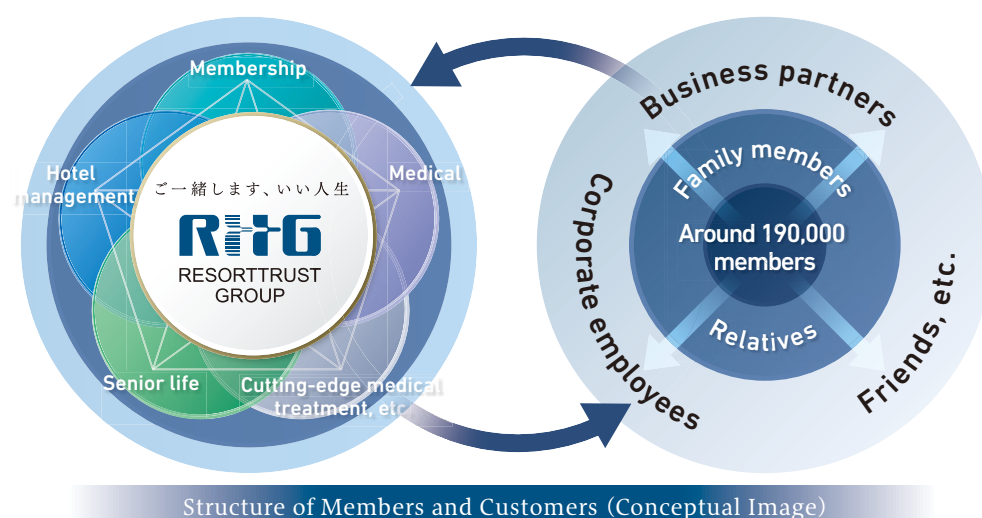 Membership
Hotel
management
Medical
ご一緒します、いい人生
RTTG
RESORTTRUST
GROUP
Senior life
Cutting-edge medical
treatment, etc
Business partners
Family members
Corporate employees
Around 190,000
members
Relatives
Friends, etc.
Structure of Members and Customers (Conceptual Image)